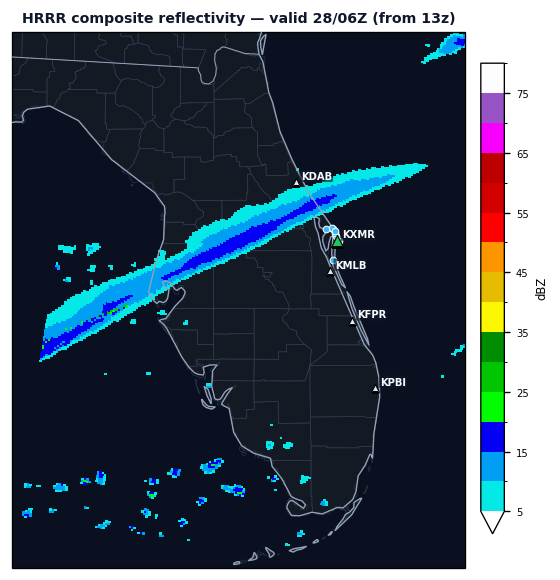 HRRR composite reflectivity — valid 28/06Z (from 13z)
KDAB
KXMR
KMLB
KFPR
KPBI
75
65
55
45
35
25
15
5
dBZ